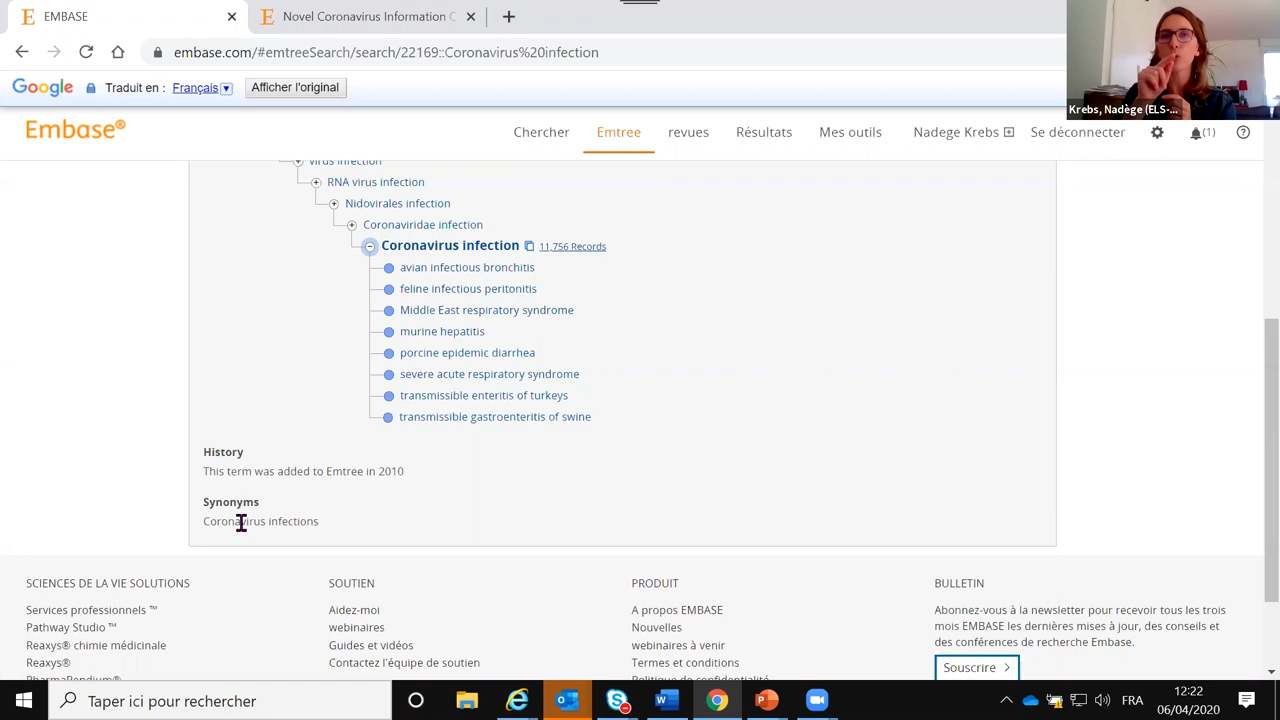 EMBASE
Novel Coronavirus Information C
embase.com/#emtreeSearch/search/22169::Coronavirus%20infection
Google Traduit en : Français Afficher l'original
Krebs, Nadège (ELS-...
Embase®
Chercher Emtree revues Résultats Mes outils Nadege Krebs Se déconnecter (1)
virus infection
RNA virus infection
Nidovirales infection
Coronaviridae infection
Coronavirus infection 11,756 Records
avian infectious bronchitis
feline infectious peritonitis
Middle East respiratory syndrome
murine hepatitis
porcine epidemic diarrhea
severe acute respiratory syndrome
transmissible enteritis of turkeys
transmissible gastroenteritis of swine
History
This term was added to Emtree in 2010
Synonyms
Coronavirus infections
SCIENCES DE LA VIE SOLUTIONS
Services professionnels ™
Pathway Studio ™
Reaxys® chimie médicinale
Reaxys®
PharmaPendium®
SOUTIEN
Aidez-moi
webinaires
Guides et vidéos
Contactez l'équipe de soutien
PRODUIT
A propos EMBASE
Nouvelles
webinaires à venir
Termes et conditions
Politique de confidentialité
BULLETIN
Abonnez-vous à la newsletter pour recevoir tous les trois
mois EMBASE les dernières mises à jour, des conseils et
des conférences de recherche Embase.
Souscrire
Taper ici pour rechercher
FRA
12:22
06/04/2020